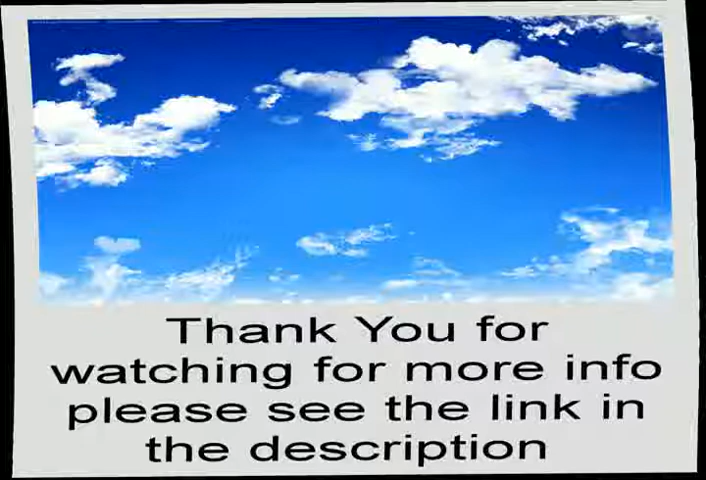 Thank You for
watching for more info
please see the link in
the description